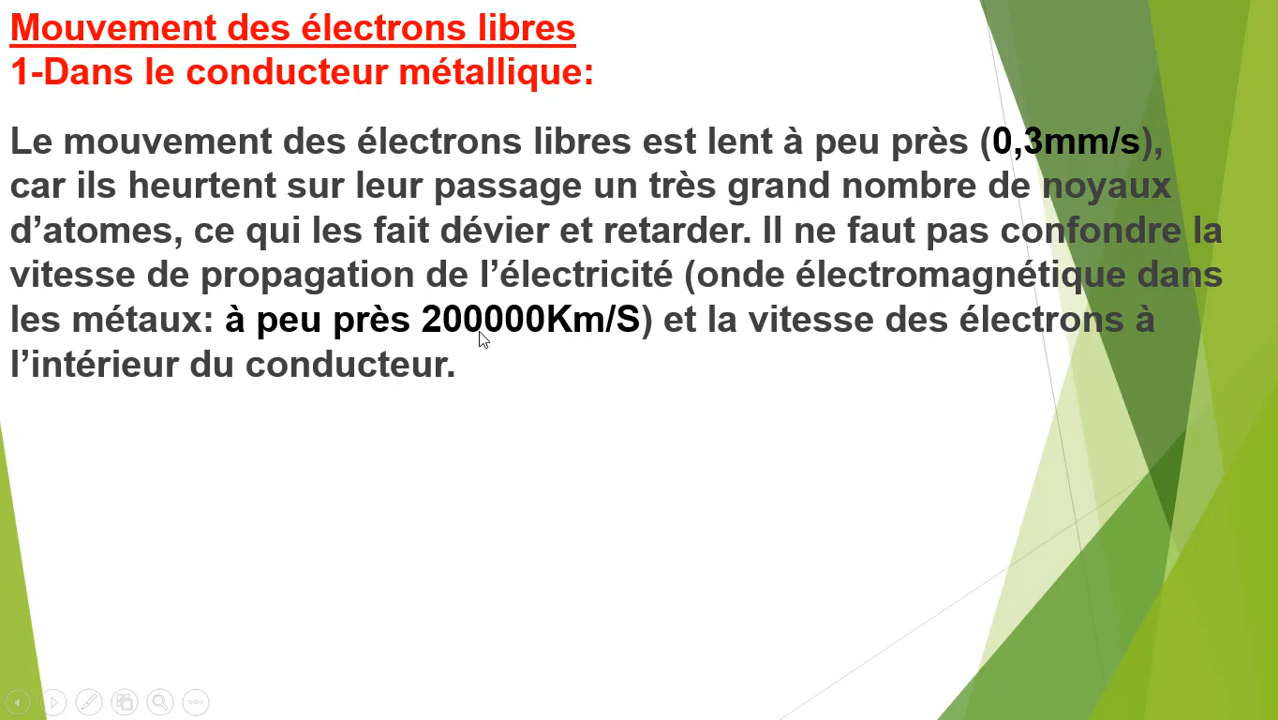 Mouvement des électrons libres
1-Dans le conducteur métallique:
Le mouvement des électrons libres est lent à peu près (0,3mm/s),
car ils heurtent sur leur passage un très grand nombre de noyaux
d’atomes, ce qui les fait dévier et retarder. Il ne faut pas confondre la
vitesse de propagation de l’électricité (onde électromagnétique dans
les métaux: à peu près 200000Km/S) et la vitesse des électrons à
l’intérieur du conducteur.